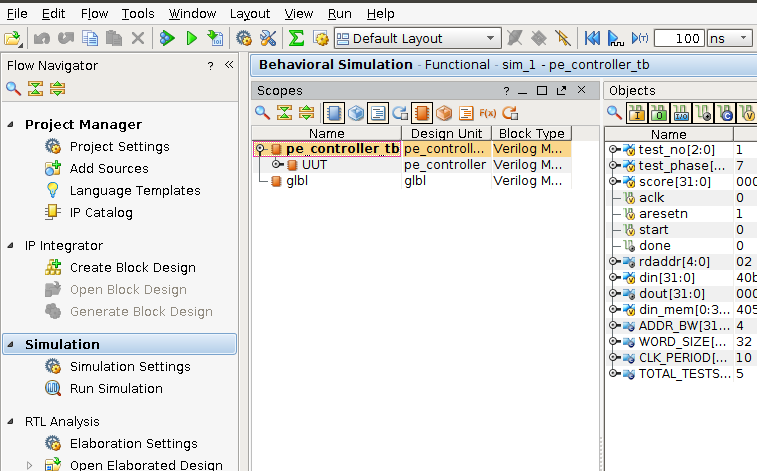 File Edit Flow Tools Window Layout View Run Help
Default Layout 100 ns
Flow Navigator ? «
Project Manager
Project Settings
Add Sources
Language Templates
IP Catalog
IP Integrator
Create Block Design
Open Block Design
Generate Block Design
Simulation
Simulation Settings
Run Simulation
RTL Analysis
Elaboration Settings
Open Elaborated Design
Behavioral Simulation - Functional - sim_1 - pe_controller_tb
Scopes ?
F(x)
Name Design Unit Block Type
pe_controller_tb pe_controll... Verilog M...
UUT pe_controller Verilog M...
glbl glbl Verilog M...
Objects
Name
test_no[2:0] 1
test_phase[... 7
score[31:0] 000
aclk 0
aresetn 1
start 0
done 0
rdaddr[4:0] 02
din[31:0] 40b
dout[31:0] 000
din_mem[0:3... 405
ADDR_BW[31... 4
WORD_SIZE[... 32
CLK_PERIOD[... 10
TOTAL_TESTS... 5